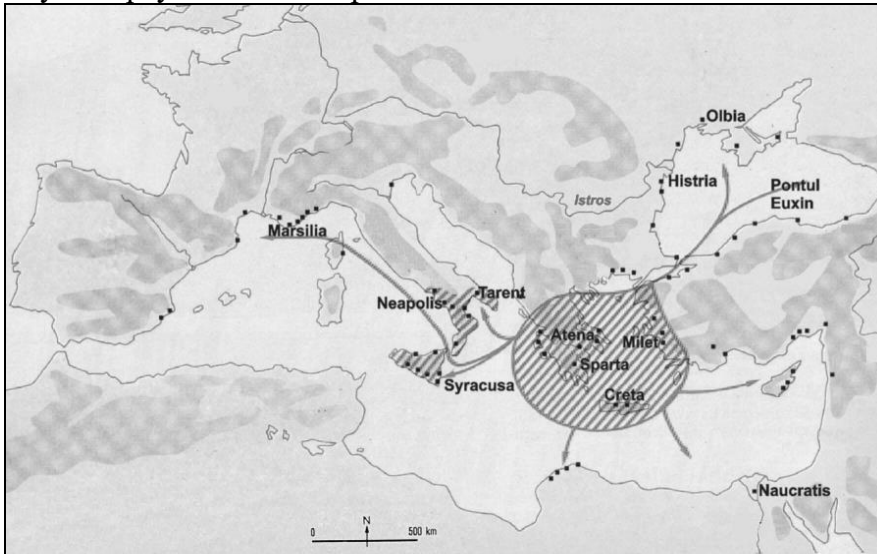 Olbia
Histria
Istros
Pontul
Euxin
Marsilia
Neapolis
Tarent
Atena
Milet
Sparta
Syracusa
Creta
Naucratis
N
0 500 km